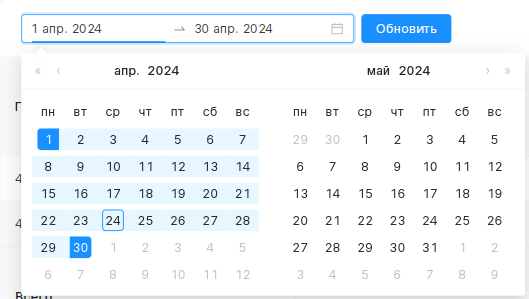 1 апр. 2024 → 30 апр. 2024 Обновить
« ‹ апр. 2024 май 2024 › »
пн вт ср чт пт сб вс пн вт ср чт пт сб вс
1 2 3 4 5 6 7 29 30 1 2 3 4 5
8 9 10 11 12 13 14 6 7 8 9 10 11 12
15 16 17 18 19 20 21 13 14 15 16 17 18 19
22 23 24 25 26 27 28 20 21 22 23 24 25 26
29 30 1 2 3 4 5 27 28 29 30 31 1 2
6 7 8 9 10 11 12 3 4 5 6 7 8 9